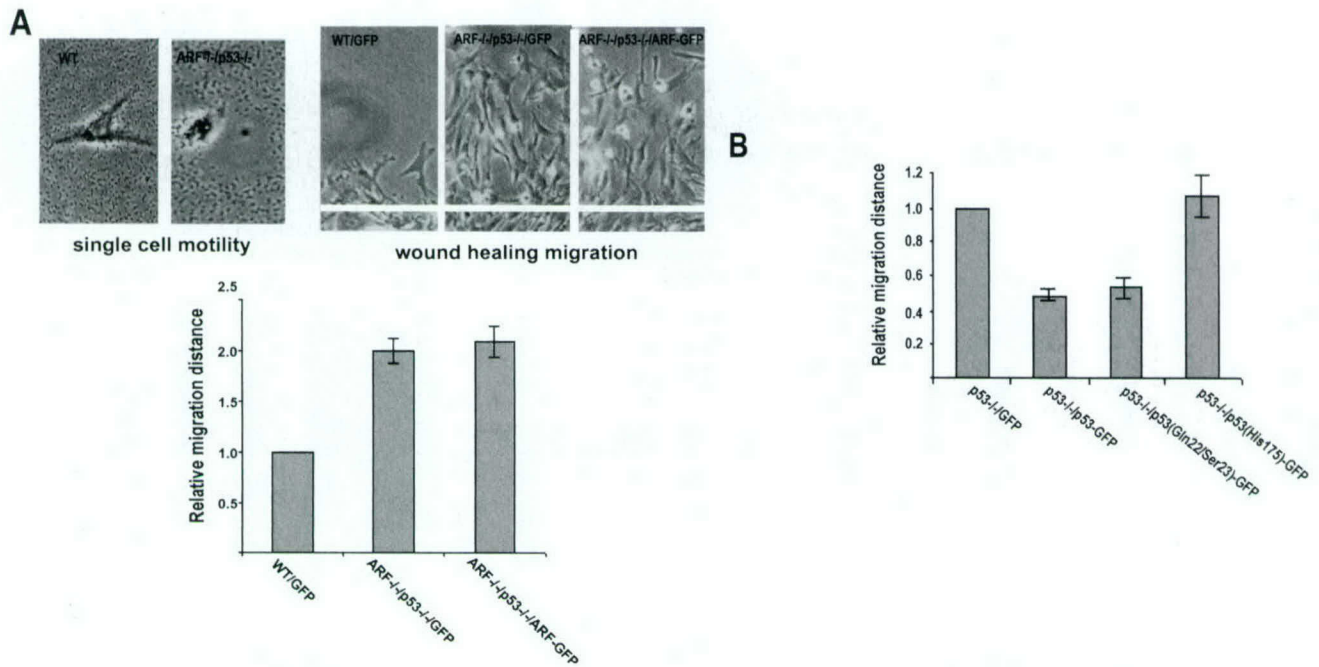 A
WT
ARF-/-/p53-/-
WT/GFP
ARF-/-/p53-/-/GFP
ARF-/-/p53-/-/ARF-GFP
single cell motility
wound healing migration
Relative migration distance
2.5
2.0
1.5
1.0
0.5
WT/GFP
ARF-/-/p53-/-/GFP
ARF-/-/p53-/-/ARF-GFP
B
Relative migration distance
1.2
1.0
0.8
0.6
0.4
0.2
p53-/-/GFP
p53-/-/p53-GFP
p53-/-/p53(Gln22/Ser23)-GFP
p53-/-/p53(His175)-GFP